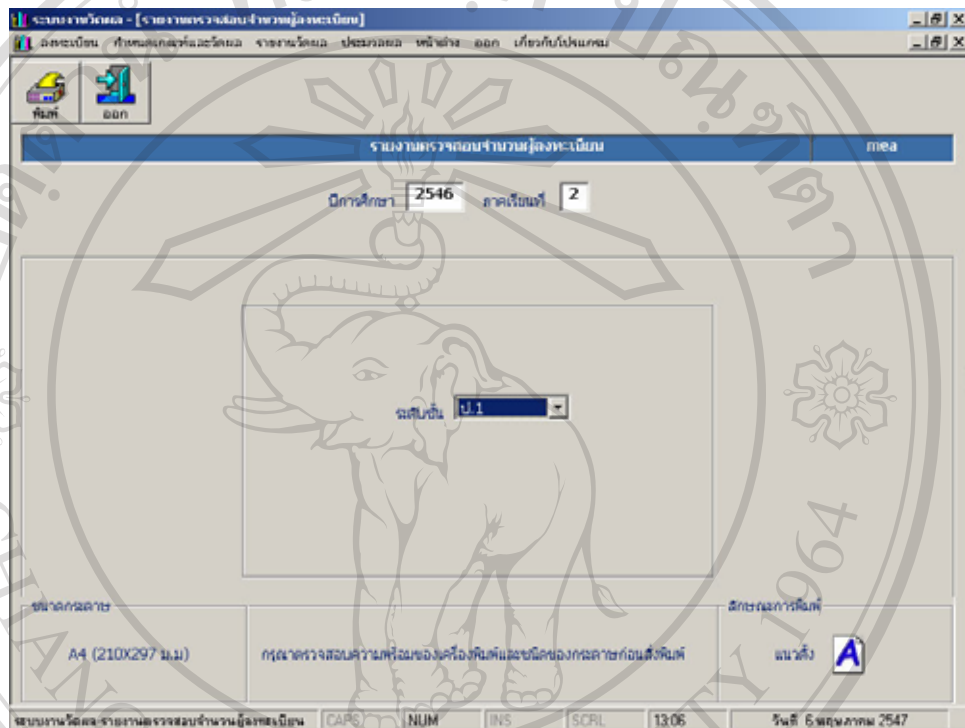 ระบบงานวัดผล - [รายงานตรวจสอบจำนวนผู้ลงทะเบียน]
ลงทะเบียน กำหนดเกณฑ์และวัดผล รายงานวัดผล ประมวลผล หน้าต่าง ออก เกี่ยวกับโปรแกรม
พิมพ์ ออก
รายงานตรวจสอบจำนวนผู้ลงทะเบียน mea
ปีการศึกษา 2546 ภาคเรียนที่ 2
ระดับชั้น ป.1
ขนาดกระดาษ ลักษณะการพิมพ์
A4 (210X297 ม.ม) กรุณาตรวจสอบความพร้อมของเครื่องพิมพ์และชนิดของกระดาษก่อนสั่งพิมพ์ แนวตั้ง A
ระบบงานวัดผล-รายงานตรวจสอบจำนวนผู้ลงทะเบียน CAPS NUM INS SCRL 13:06 วันที่ 6 พฤษภาคม 2547
1964